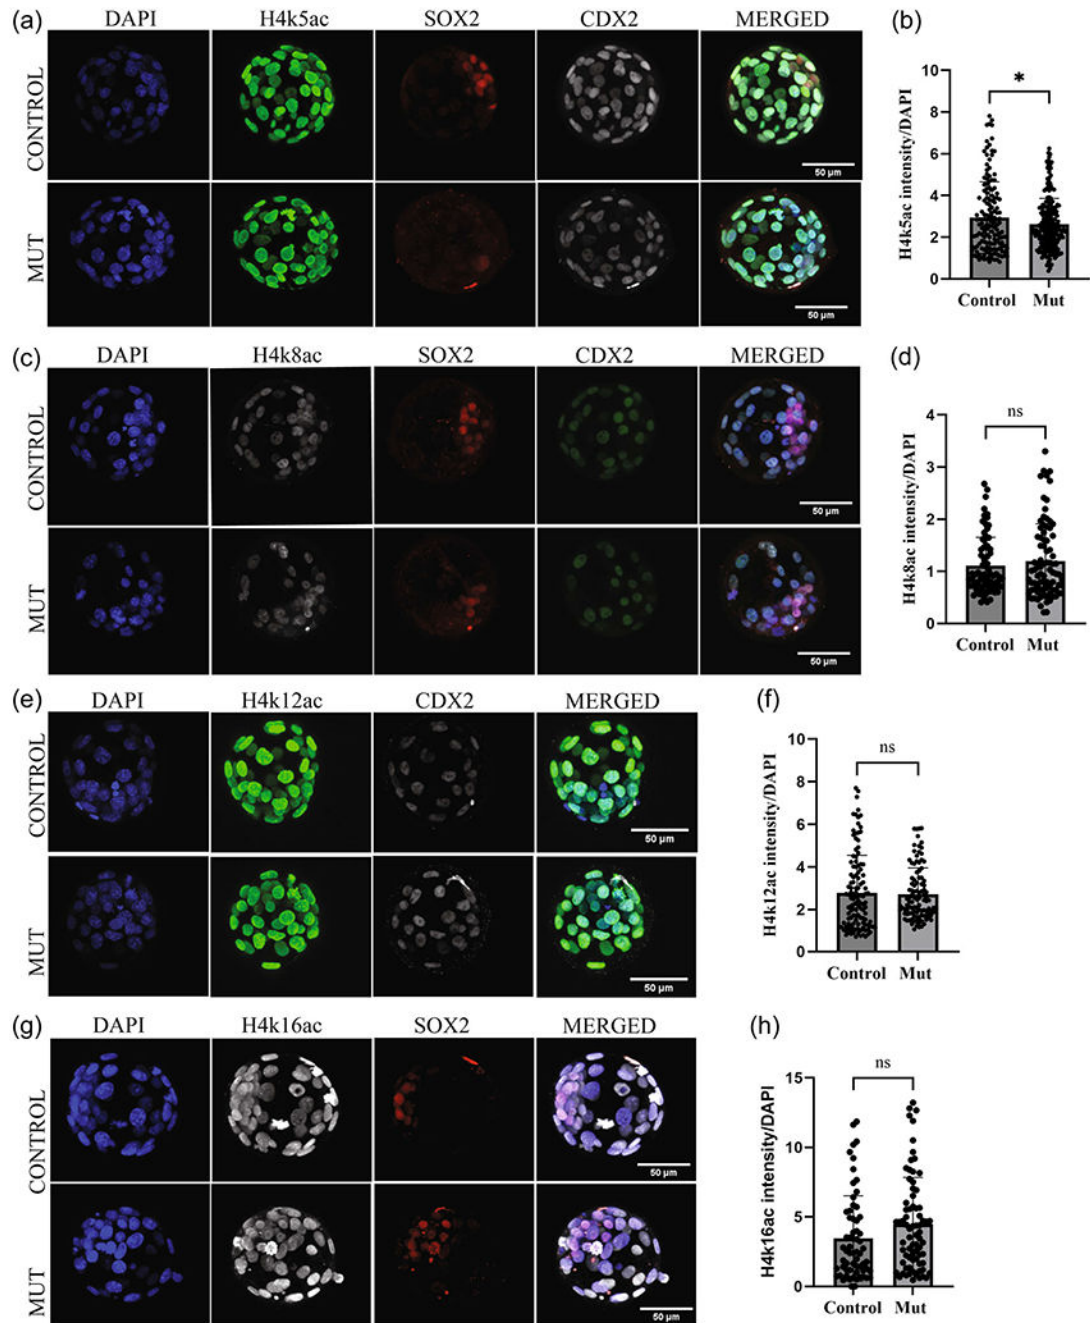 (a) DAPI H4k5ac SOX2 CDX2 MERGED
CONTROL
50 µm
MUT
50 µm
(b)
H4k5ac intensity/DAPI
10
8
6
4
2
0
*
Control Mut
(c) DAPI H4k8ac SOX2 CDX2 MERGED
CONTROL
50 µm
MUT
50 µm
(d)
H4k8ac intensity/DAPI
4
3
2
1
0
ns
Control Mut
(e) DAPI H4k12ac CDX2 MERGED
CONTROL
50 µm
MUT
50 µm
(f)
H4k12ac intensity/DAPI
10
8
6
4
2
0
ns
Control Mut
(g) DAPI H4k16ac SOX2 MERGED
CONTROL
50 µm
MUT
50 µm
(h)
H4k16ac intensity/DAPI
15
10
5
0
ns
Control Mut